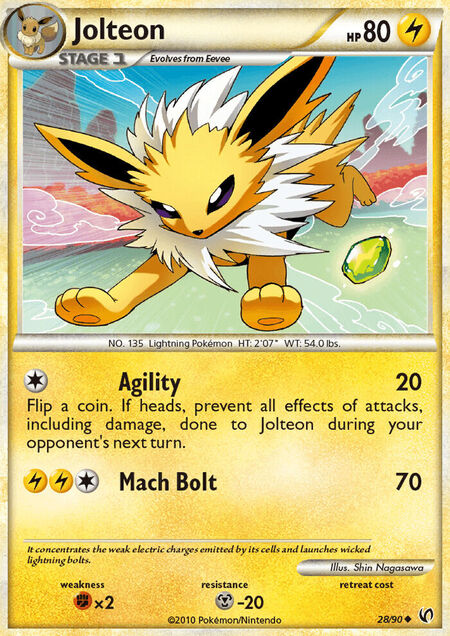 Jolteon HP 80
STAGE 1 Evolves from Eevee
NO. 135 Lightning Pokémon HT: 2'07" WT: 54.0 lbs.
Agility 20
Flip a coin. If heads, prevent all effects of attacks,
including damage, done to Jolteon during your
opponent's next turn.
Mach Bolt 70
It concentrates the weak electric charges emitted by its cells and launches wicked
lightning bolts.
Illus. Shin Nagasawa
weakness resistance retreat cost
×2 -20
©2010 Pokémon/Nintendo 28/90